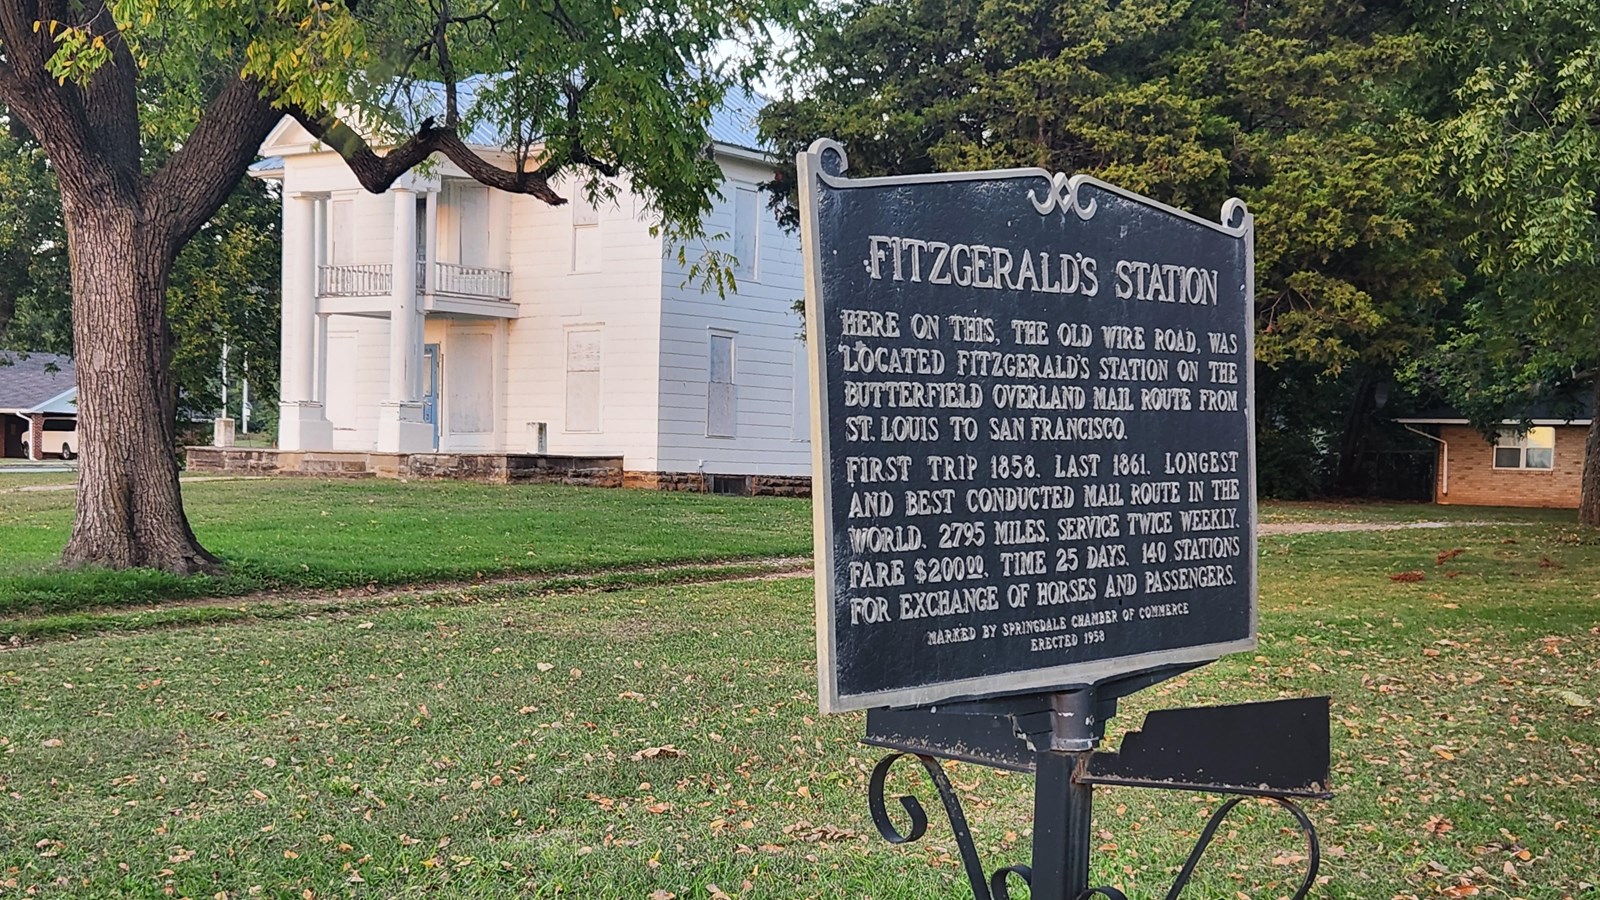 FITZGERALD'S STATION
HERE ON THIS, THE OLD WIRE ROAD, WAS
LOCATED FITZGERALD'S STATION ON THE
BUTTERFIELD OVERLAND MAIL ROUTE FROM
ST. LOUIS TO SAN FRANCISCO.
FIRST TRIP 1858. LAST 1861. LONGEST
AND BEST CONDUCTED MAIL ROUTE IN THE
WORLD. 2795 MILES. SERVICE TWICE WEEKLY.
FARE $200.00. TIME 25 DAYS. 140 STATIONS
FOR EXCHANGE OF HORSES AND PASSENGERS.
MARKED BY SPRINGDALE CHAMBER OF COMMERCE
ERECTED 1958